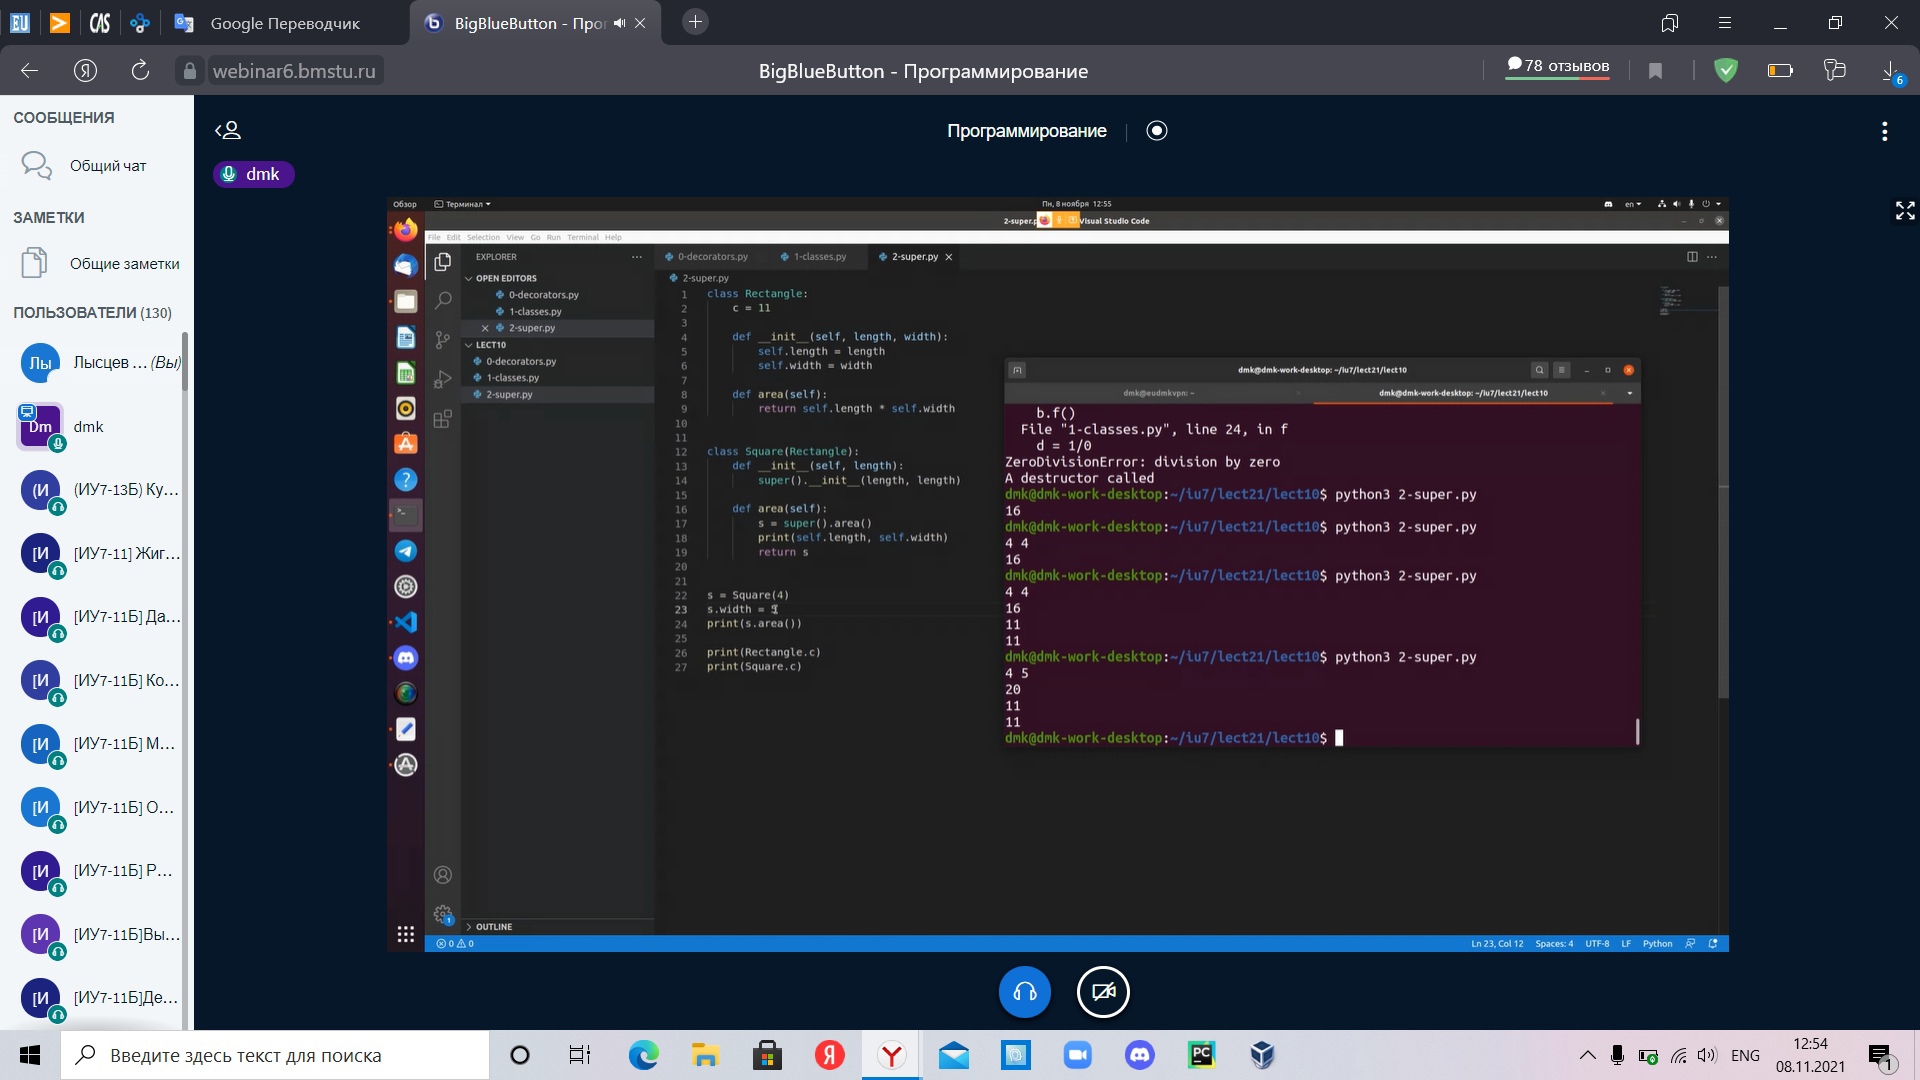 Google Переводчик
BigBlueButton - Про
webinar6.bmstu.ru
BigBlueButton - Программирование
78 отзывов
6
СООБЩЕНИЯ
Общий чат
ЗАМЕТКИ
Общие заметки
ПОЛЬЗОВАТЕЛИ (130)
Лы Лысцев ... (Вы)
Dm dmk
(И (ИУ7-13Б) Ку...
[И [ИУ7-11] Жиг...
[И [ИУ7-11Б] Да...
[И [ИУ7-11Б] Ко...
[И [ИУ7-11Б] М...
[И [ИУ7-11Б] О...
[И [ИУ7-11Б] Р...
[И [ИУ7-11Б]Вы...
[И [ИУ7-11Б]Де...
Программирование
dmk
Обзор Терминал Пн, 8 ноября 12:55 en
2-super.p Visual Studio Code
File Edit Selection View Go Run Terminal Help
EXPLORER
OPEN EDITORS
0-decorators.py
1-classes.py
2-super.py
LECT10
0-decorators.py
1-classes.py
2-super.py
OUTLINE
0-decorators.py 1-classes.py 2-super.py
2-super.py
1 class Rectangle:
2 c = 11
3
4 def __init__(self, length, width):
5 self.length = length
6 self.width = width
7
8 def area(self):
9 return self.length * self.width
10
11
12 class Square(Rectangle):
13 def __init__(self, length):
14 super().__init__(length, length)
15
16 def area(self):
17 s = super().area()
18 print(self.length, self.width)
19 return s
20
21
22 s = Square(4)
23 s.width = 5
24 print(s.area())
25
26 print(Rectangle.c)
27 print(Square.c)
dmk@dmk-work-desktop: ~/iu7/lect21/lect10
dmk@eudmkvpn: ~ dmk@dmk-work-desktop: ~/iu7/lect21/lect10
b.f()
File "1-classes.py", line 24, in f
d = 1/0
ZeroDivisionError: division by zero
A destructor called
dmk@dmk-work-desktop:~/iu7/lect21/lect10$ python3 2-super.py
16
dmk@dmk-work-desktop:~/iu7/lect21/lect10$ python3 2-super.py
4 4
16
dmk@dmk-work-desktop:~/iu7/lect21/lect10$ python3 2-super.py
4 4
16
11
11
dmk@dmk-work-desktop:~/iu7/lect21/lect10$ python3 2-super.py
4 5
20
11
11
dmk@dmk-work-desktop:~/iu7/lect21/lect10$
0 0 Ln 23, Col 12 Spaces: 4 UTF-8 LF Python
Введите здесь текст для поиска
ENG
12:54
08.11.2021
1